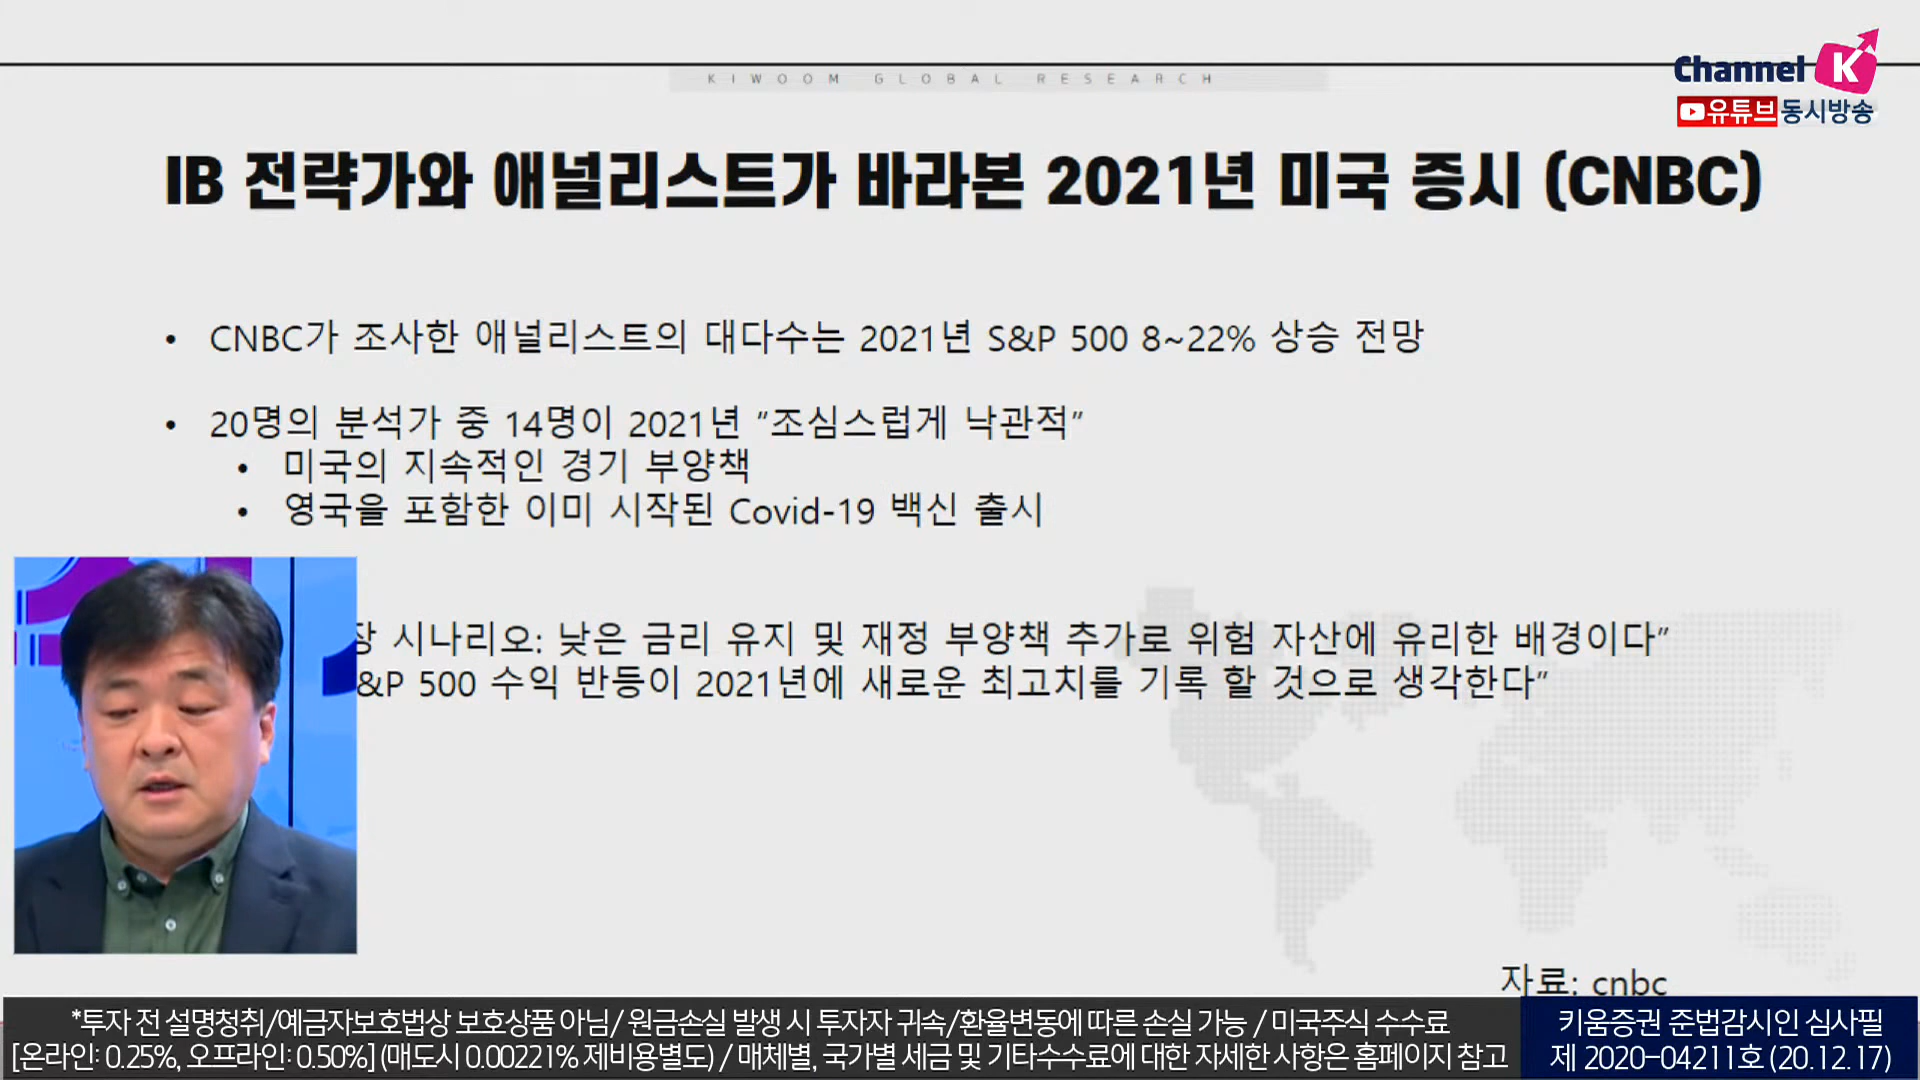 KIWOOM GLOBAL RESEARCH
Channel K
유튜브 동시방송
IB 전략가와 애널리스트가 바라본 2021년 미국 증시 (CNBC)
• CNBC가 조사한 애널리스트의 대다수는 2021년 S&P 500 8~22% 상승 전망
• 20명의 분석가 중 14명이 2021년 "조심스럽게 낙관적"
• 미국의 지속적인 경기 부양책
• 영국을 포함한 이미 시작된 Covid-19 백신 출시
시나리오: 낮은 금리 유지 및 재정 부양책 추가로 위험 자산에 유리한 배경이다"
&P 500 수익 반등이 2021년에 새로운 최고치를 기록 할 것으로 생각한다"
자료: cnbc
*투자 전 설명청취/예금자보호법상 보호상품 아님/ 원금손실 발생 시 투자자 귀속/환율변동에 따른 손실 가능 / 미국주식 수수료
[온라인: 0.25%, 오프라인: 0.50%] (매도시 0.00221% 제비용별도) / 매체별, 국가별 세금 및 기타수수료에 대한 자세한 사항은 홈페이지 참고
키움증권 준법감시인 심사필
제 2020-04211호 (20.12.17)